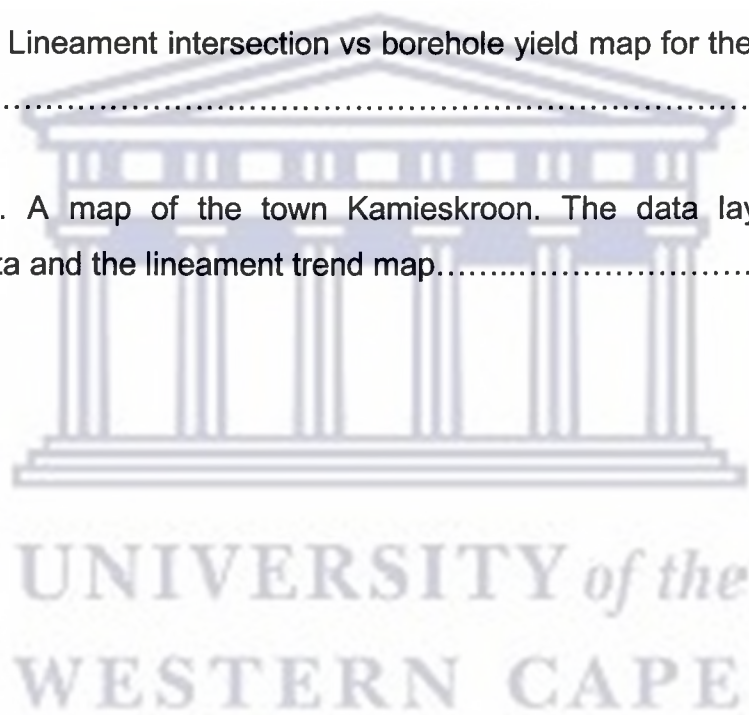 Lineament intersection vs borehole yield map for the
....................................................................................
. A map of the town Kamieskroon. The data lay
ta and the lineament trend map....................................
UNIVERSITY of the
WESTERN CAPE